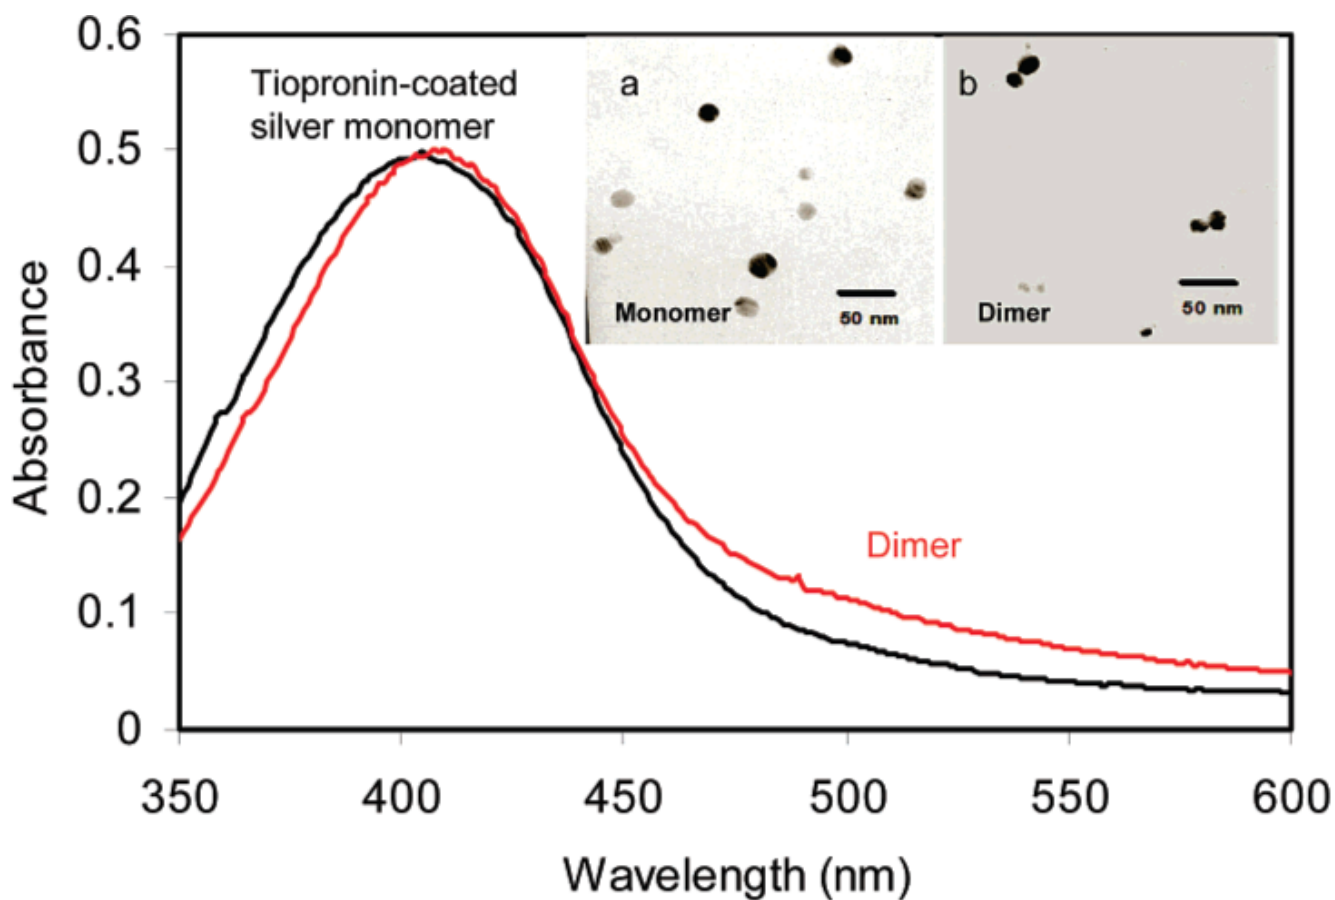 0.6
0.5
0.4
0.3
0.2
0.1
0
Absorbance
Tiopronin-coated
silver monomer
a
Monomer
50 nm
b
Dimer
50 nm
Dimer
350 400 450 500 550 600
Wavelength (nm)